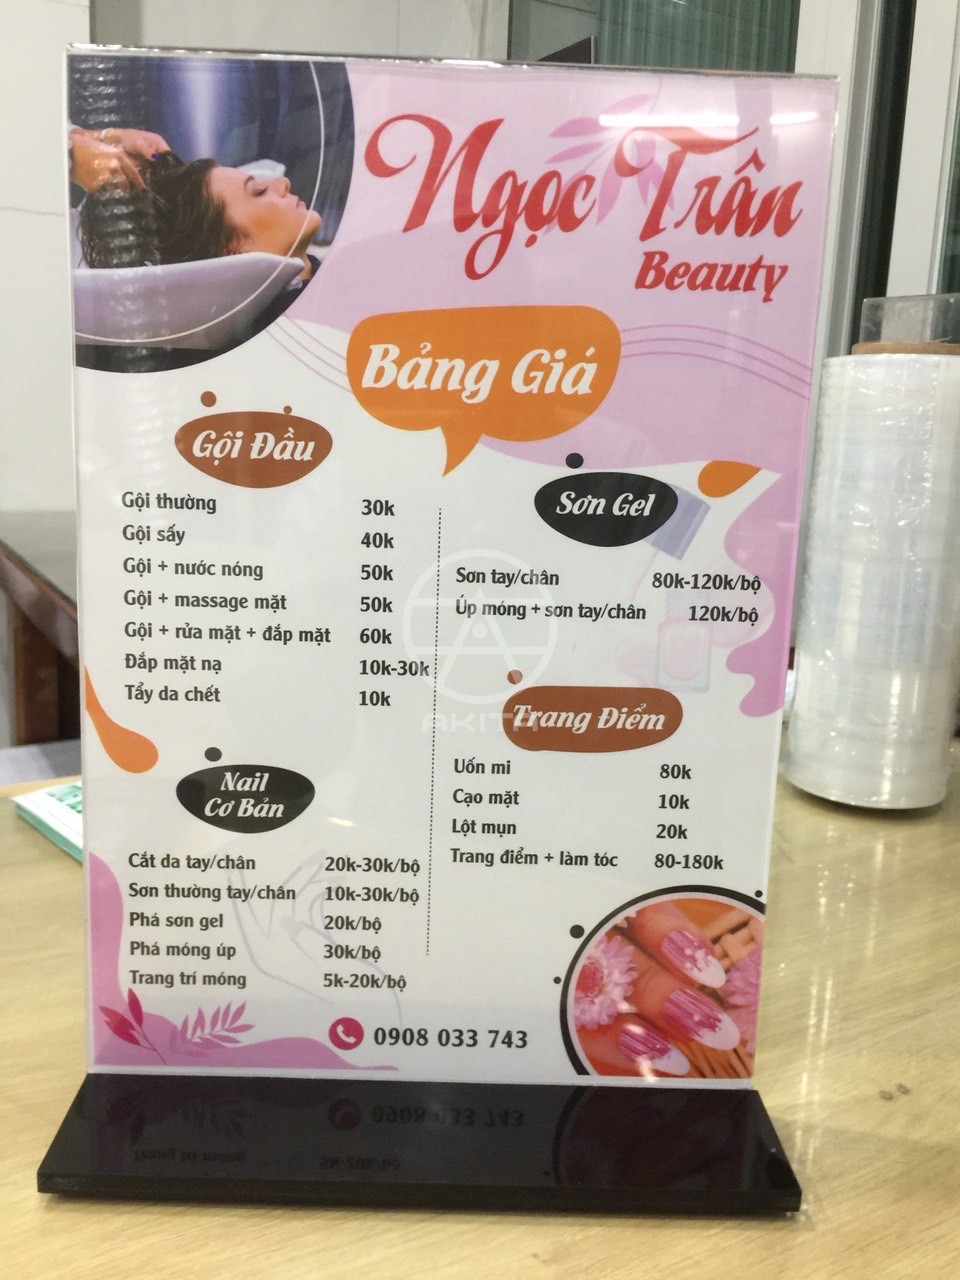 Ngọc Trân
Beauty
Bảng Giá
Gội Đầu
Gội thường 30k
Gội sấy 40k
Gội + nước nóng 50k
Gội + massage mặt 50k
Gội + rửa mặt + đắp mặt 60k
Đắp mặt nạ 10k-30k
Tẩy da chết 10k
Nail
Cơ Bản
Cắt da tay/chân 20k-30k/bộ
Sơn thường tay/chân 10k-30k/bộ
Phá sơn gel 20k/bộ
Phá móng úp 30k/bộ
Trang trí móng 5k-20k/bộ
Sơn Gel
Sơn tay/chân 80k-120k/bộ
Úp móng + sơn tay/chân 120k/bộ
Trang Điểm
Uốn mi 80k
Cạo mặt 10k
Lột mụn 20k
Trang điểm + làm tóc 80-180k
0908 033 743
AKITA